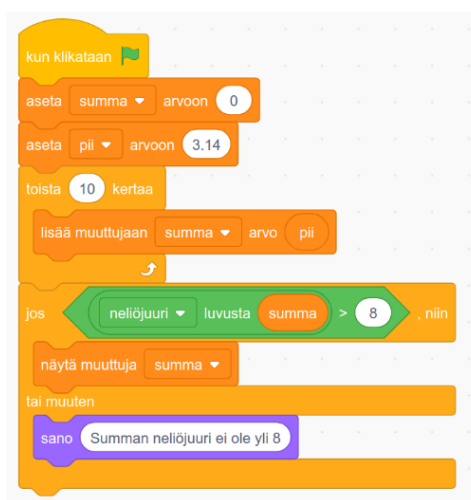 kun klikataan
aseta summa arvoon 0
aseta pii arvoon 3.14
toista 10 kertaa
lisää muuttujaan summa arvo pii
jos neliöjuuri luvusta summa > 8 , niin
näytä muuttuja summa
tai muuten
sano Summan neliöjuuri ei ole yli 8